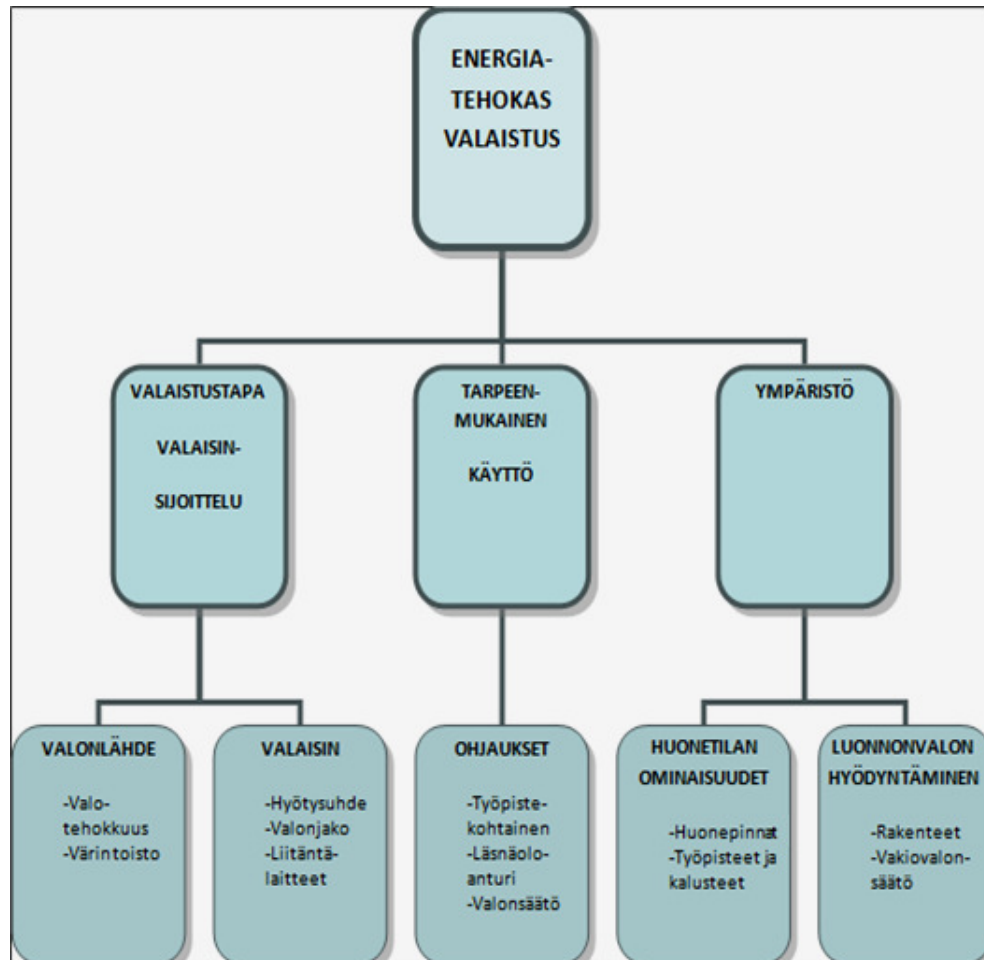 ENERGIA-
TEHOKAS
VALAISTUS
VALAISTUSTAPA
VALAISIN-
SIJOITTELU
TARPEEN-
MUKAINEN
KÄYTTÖ
YMPÄRISTÖ
VALONLÄHDE
-Valo-
tehokkuus
-Värintoisto
VALAISIN
-Hyötysuhde
-Valonjako
-Liitäntä-
laitteet
OHJAUKSET
-Työpiste-
kohtainen
-Läsnäolo-
anturi
-Valonsäätö
HUONETILAN
OMINAISUUDET
-Huonepinnat
-Työpisteet ja
kalusteet
LUONNONVALON
HYÖDYNTÄMINEN
-Rakenteet
-Vakiovalon-
säätö